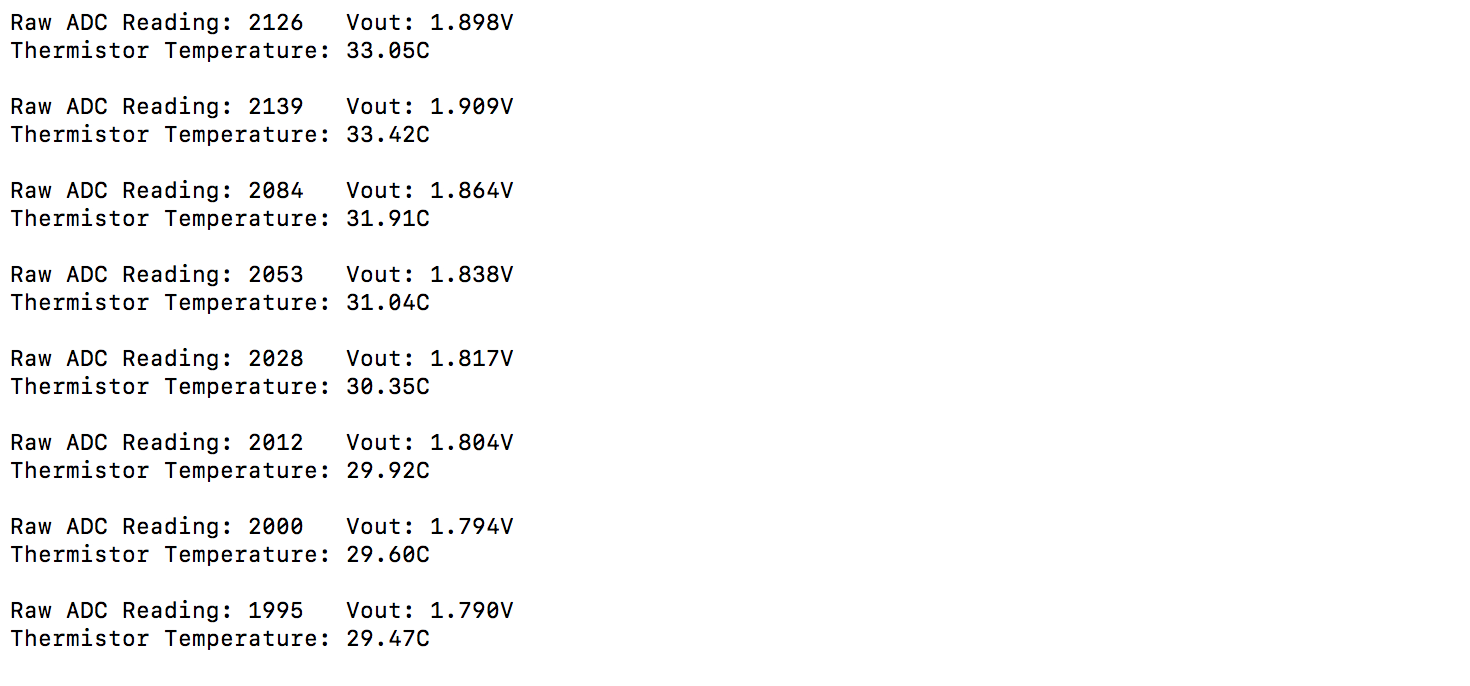 Raw ADC Reading: 2126   Vout: 1.898V
Thermistor Temperature: 33.05C

Raw ADC Reading: 2139   Vout: 1.909V
Thermistor Temperature: 33.42C

Raw ADC Reading: 2084   Vout: 1.864V
Thermistor Temperature: 31.91C

Raw ADC Reading: 2053   Vout: 1.838V
Thermistor Temperature: 31.04C

Raw ADC Reading: 2028   Vout: 1.817V
Thermistor Temperature: 30.35C

Raw ADC Reading: 2012   Vout: 1.804V
Thermistor Temperature: 29.92C

Raw ADC Reading: 2000   Vout: 1.794V
Thermistor Temperature: 29.60C

Raw ADC Reading: 1995   Vout: 1.790V
Thermistor Temperature: 29.47C